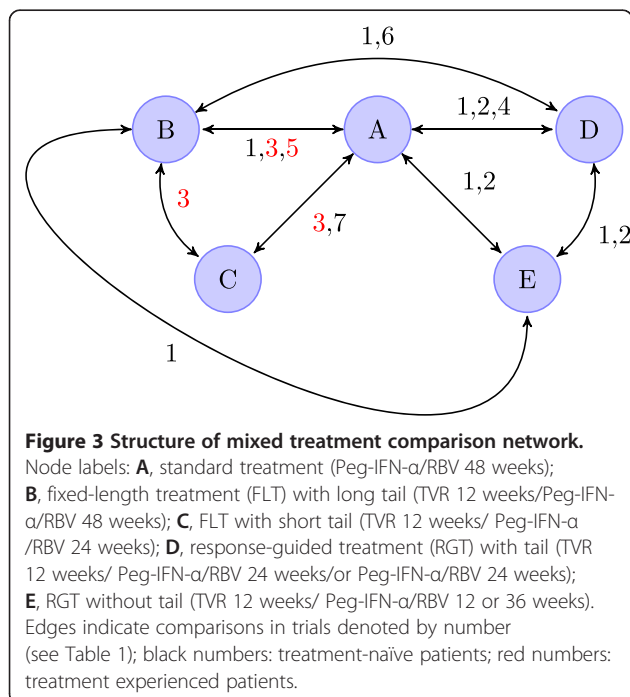 1,6
B
A
D
1,3,5
1,2,4
3
3,7
1,2
1,2
C
E
1
Figure 3 Structure of mixed treatment comparison network.
Node labels: A, standard treatment (Peg-IFN-α/RBV 48 weeks);
B, fixed-length treatment (FLT) with long tail (TVR 12 weeks/Peg-IFN-
α/RBV 48 weeks); C, FLT with short tail (TVR 12 weeks/ Peg-IFN-α
/RBV 24 weeks); D, response-guided treatment (RGT) with tail (TVR
12 weeks/ Peg-IFN-α/RBV 24 weeks/or Peg-IFN-α/RBV 24 weeks);
E, RGT without tail (TVR 12 weeks/ Peg-IFN-α/RBV 12 or 36 weeks).
Edges indicate comparisons in trials denoted by number
(see Table 1); black numbers: treatment-naïve patients; red numbers:
treatment experienced patients.